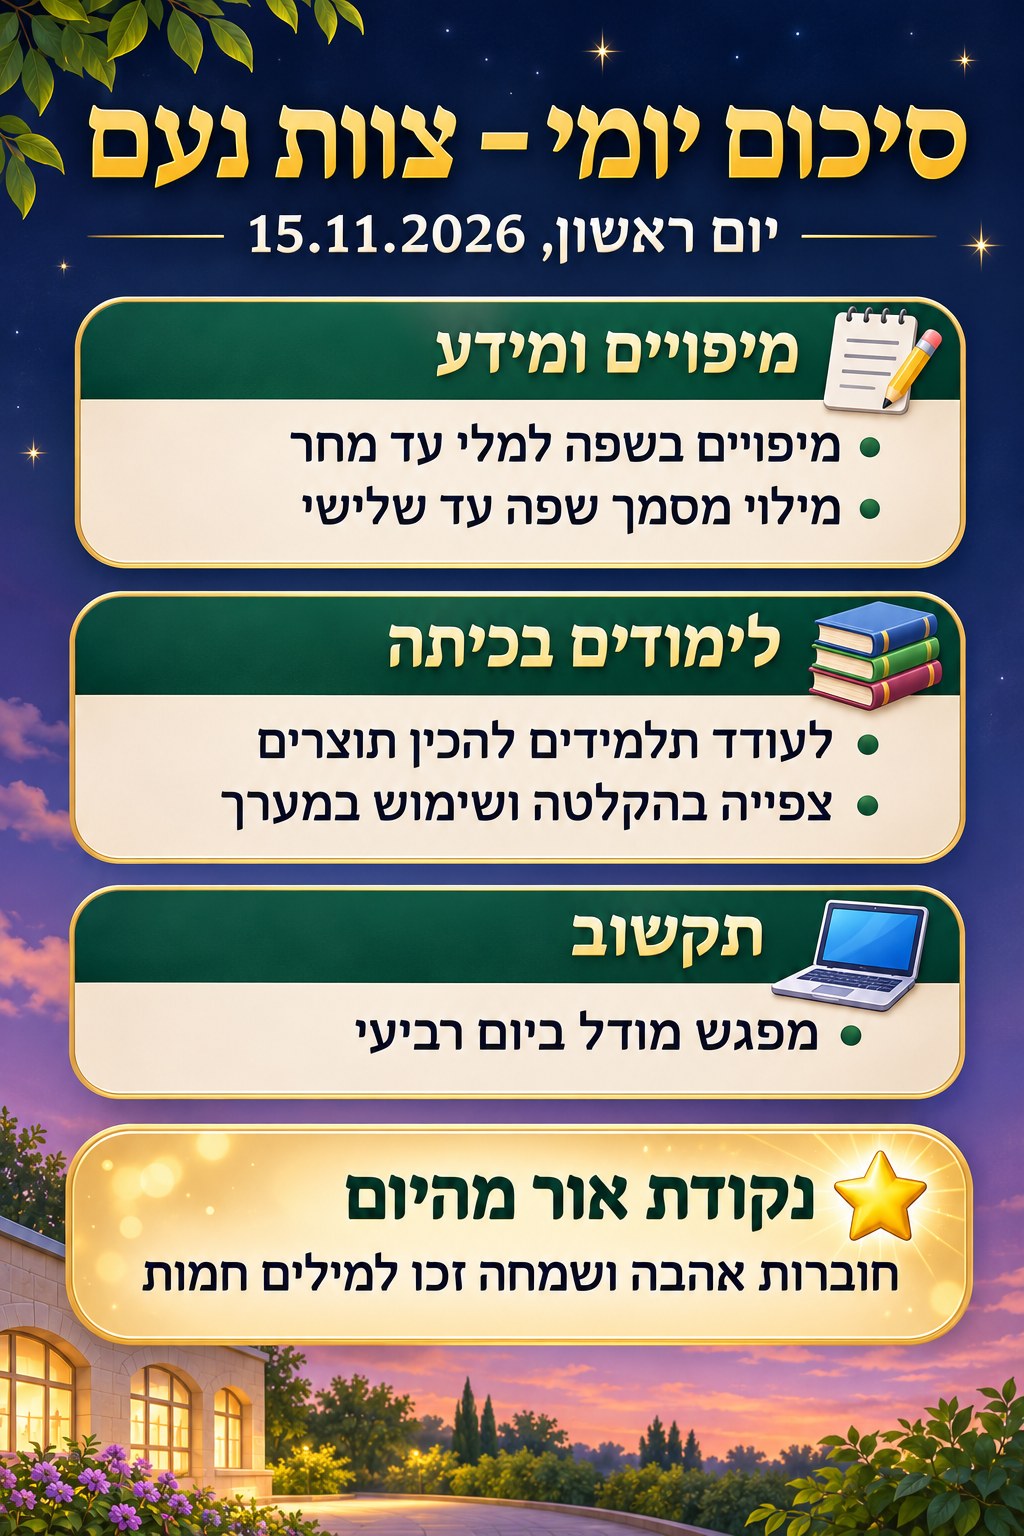 סיכום יומי – צוות נעם
יום ראשון, 15.11.2026
מיפויים ומידע
מיפויים בשפה למלי עד מחר
מילוי מסמך שפה עד שלישי
לימודים בכיתה
לעודד תלמידים להכין תוצרים
צפייה בהקלטה ושימוש במערך
תקשוב
מפגש מודל ביום רביעי
נקודת אור מהיום
חוברות אהבה ושמחה זכו למילים חמות